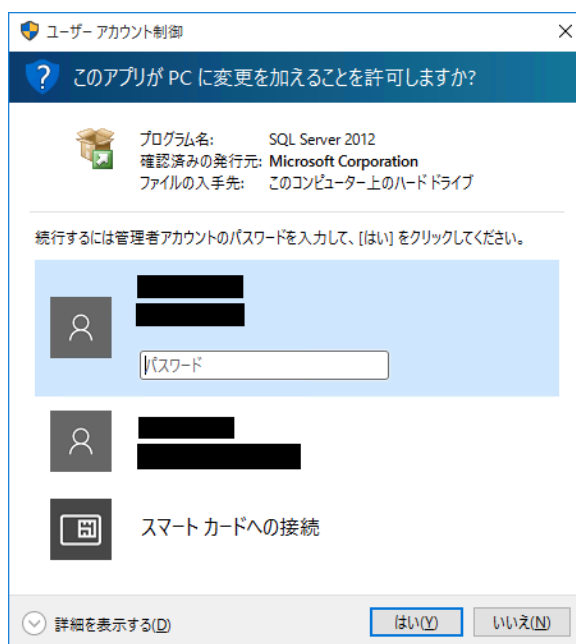 ユーザー アカウント制御
このアプリが PC に変更を加えることを許可しますか?
プログラム名: SQL Server 2012
確認済みの発行元: Microsoft Corporation
ファイルの入手先: このコンピューター上のハード ドライブ
続行するには管理者アカウントのパスワードを入力して、[はい] をクリックしてください。
パスワード
スマート カードへの接続
詳細を表示する(D)
はい(Y)
いいえ(N)